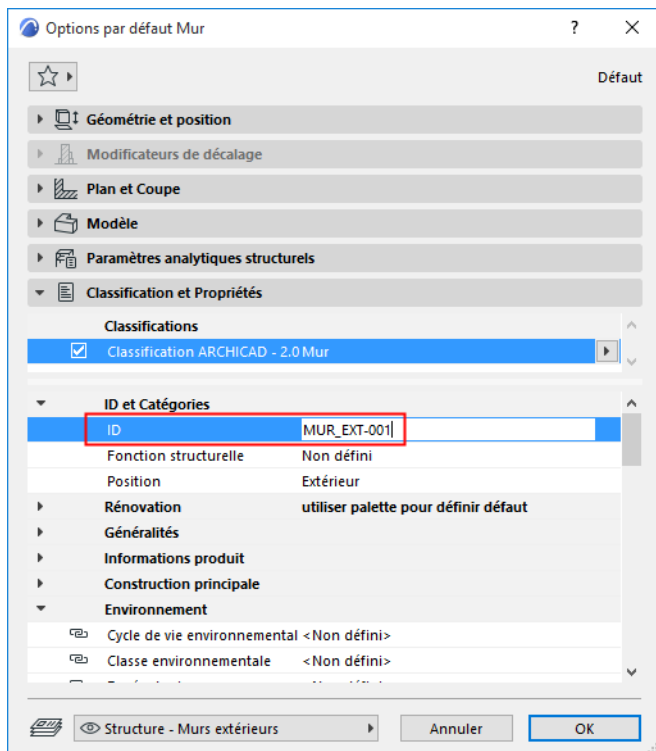 Options par défaut Mur
?
Défaut
Géométrie et position
Modificateurs de décalage
Plan et Coupe
Modèle
Paramètres analytiques structurels
Classification et Propriétés
Classifications
Classification ARCHICAD - 2.0 Mur
ID et Catégories
ID MUR_EXT-001
Fonction structurelle Non défini
Position Extérieur
Rénovation utiliser palette pour définir défaut
Généralités
Informations produit
Construction principale
Environnement
Cycle de vie environnemental <Non défini>
Classe environnementale <Non défini>
Structure - Murs extérieurs
Annuler
OK